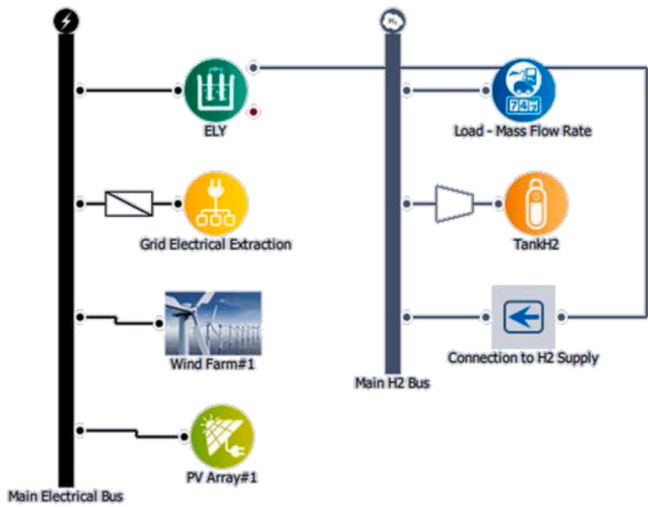 H₂
ELY
Load - Mass Flow Rate
Grid Electrical Extraction
TankH2
Wind Farm#1
Connection to H2 Supply
Main H2 Bus
PV Array#1
Main Electrical Bus